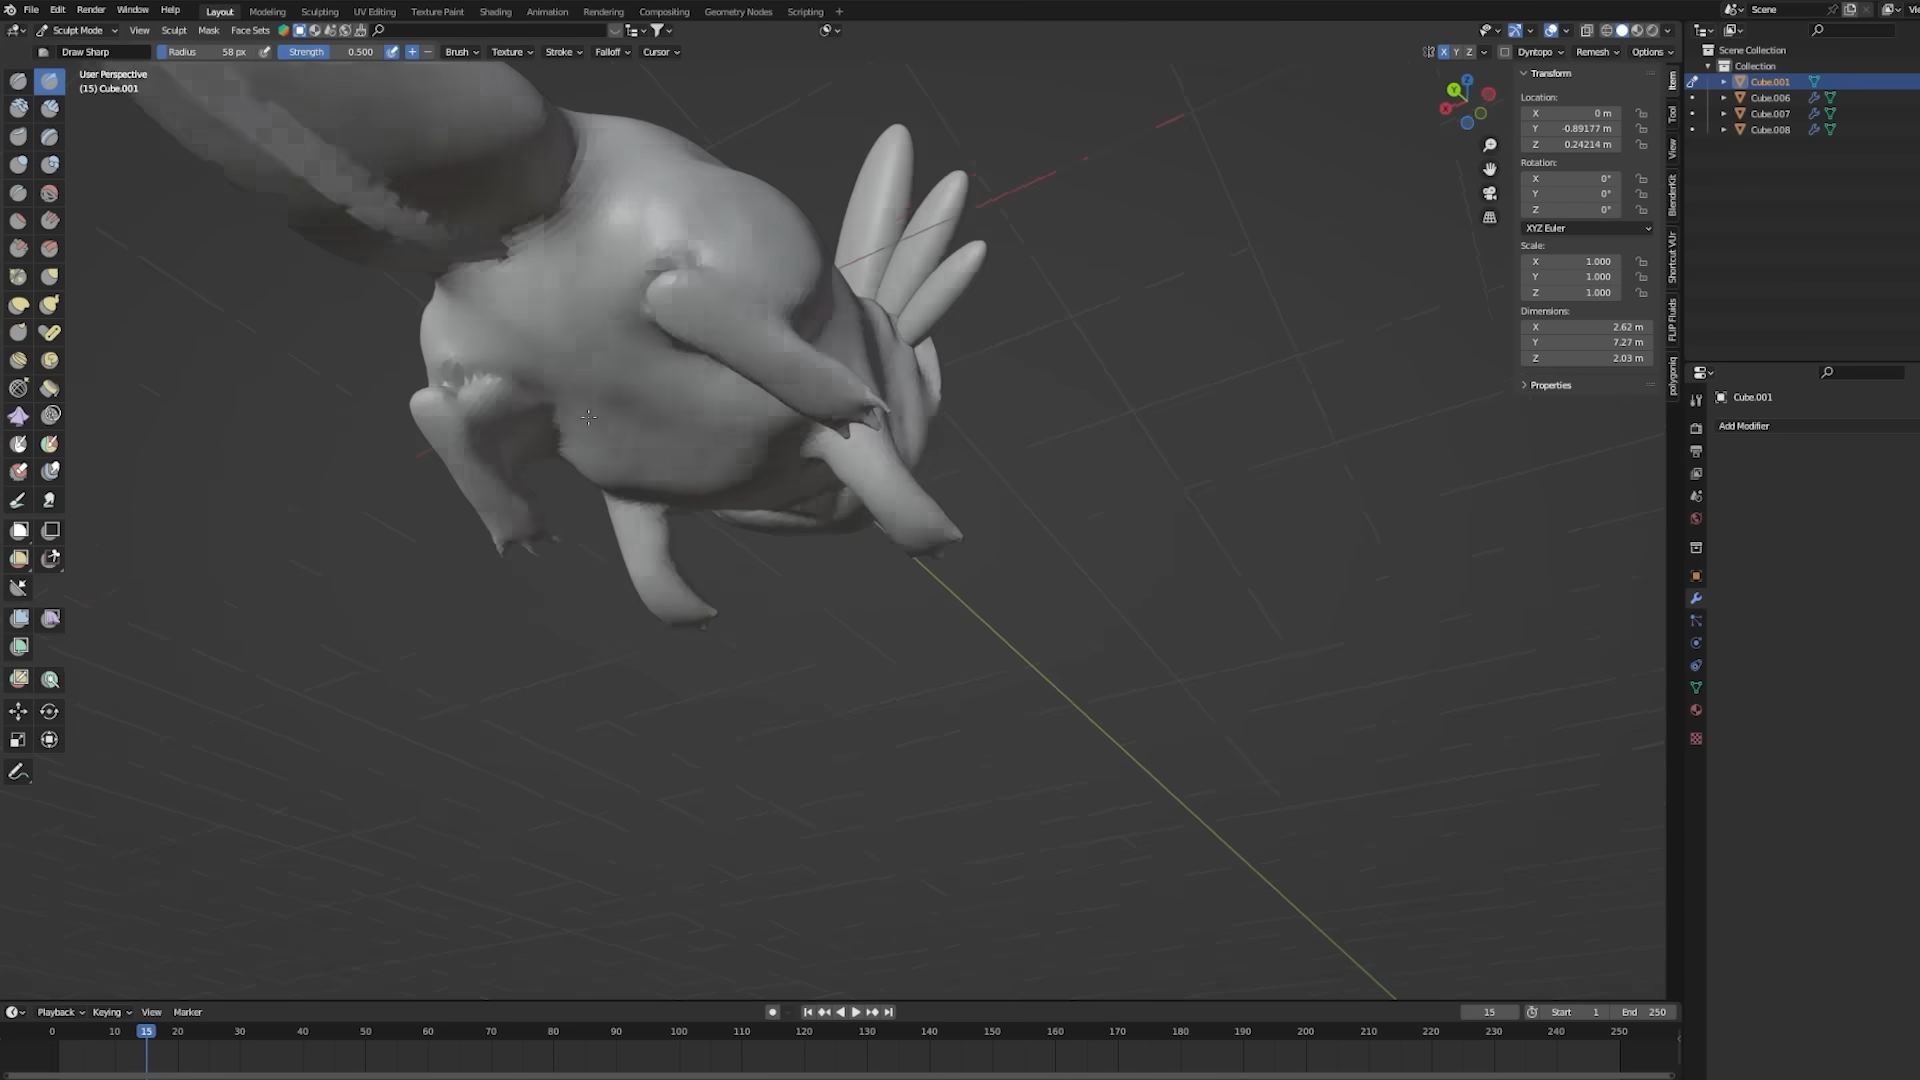 File Edit Render Window Help Layout Modeling Sculpting UV Editing Texture Paint Shading Animation Rendering Compositing Geometry Nodes Scripting + Scene
Sculpt Mode View Sculpt Mask Face Sets
Draw Sharp Radius 58 px Strength 0.500 Brush Texture Stroke Falloff Cursor X Y Z Dyntopo Remesh Options
Scene Collection
Collection
Cube.001
Cube.006
Cube.007
Cube.008
User Perspective
(15) Cube.001
Transform
Location:
X 0 m
Y -0.89177 m
Z 0.24214 m
Rotation:
X 0°
Y 0°
Z 0°
XYZ Euler
Scale:
X 1.000
Y 1.000
Z 1.000
Dimensions:
X 2.62 m
Y 7.27 m
Z 2.03 m
Properties
Item
Tool
View
BlenderKit
Shortcut VUr
FLIP Fluids
polygoniq
Cube.001
Add Modifier
Playback Keying View Marker 15 Start 1 End 250
0 10 15 20 30 40 50 60 70 80 90 100 110 120 130 140 150 160 170 180 190 200 210 220 230 240 250